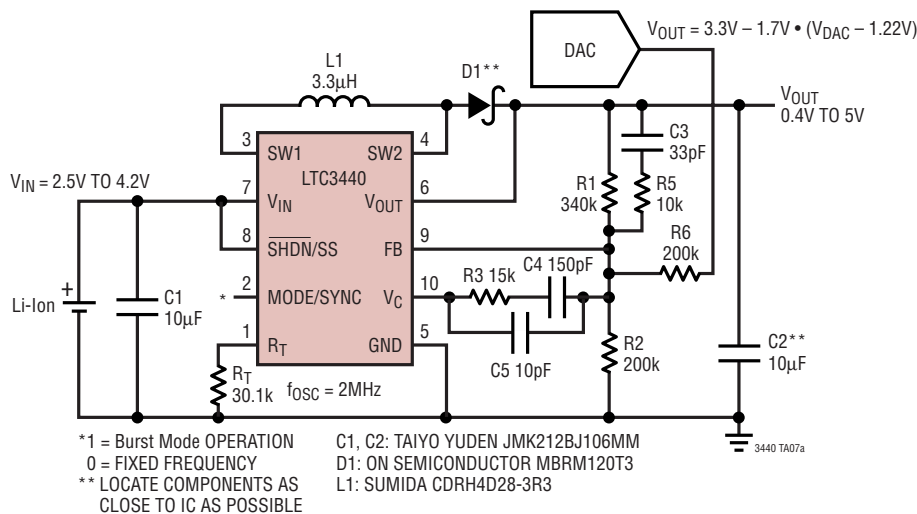 V_OUT = 3.3V – 1.7V • (V_DAC – 1.22V)
DAC
L1
3.3µH
D1**
V_OUT
0.4V TO 5V
3
SW1
4
SW2
LTC3440
C3
33pF
V_IN = 2.5V TO 4.2V
7
V_IN
6
V_OUT
R1
340k
R5
10k
8
SHDN/SS
9
FB
R6
200k
2
*
MODE/SYNC
10
V_C
R3 15k
C4 150pF
C5 10pF
Li-Ion
+
C1
10µF
1
R_T
5
GND
R2
200k
C2**
10µF
R_T
30.1k
f_OSC = 2MHz
*1 = Burst Mode OPERATION
0 = FIXED FREQUENCY
** LOCATE COMPONENTS AS
CLOSE TO IC AS POSSIBLE
C1, C2: TAIYO YUDEN JMK212BJ106MM
D1: ON SEMICONDUCTOR MBRM120T3
L1: SUMIDA CDRH4D28-3R3
3440 TA07a